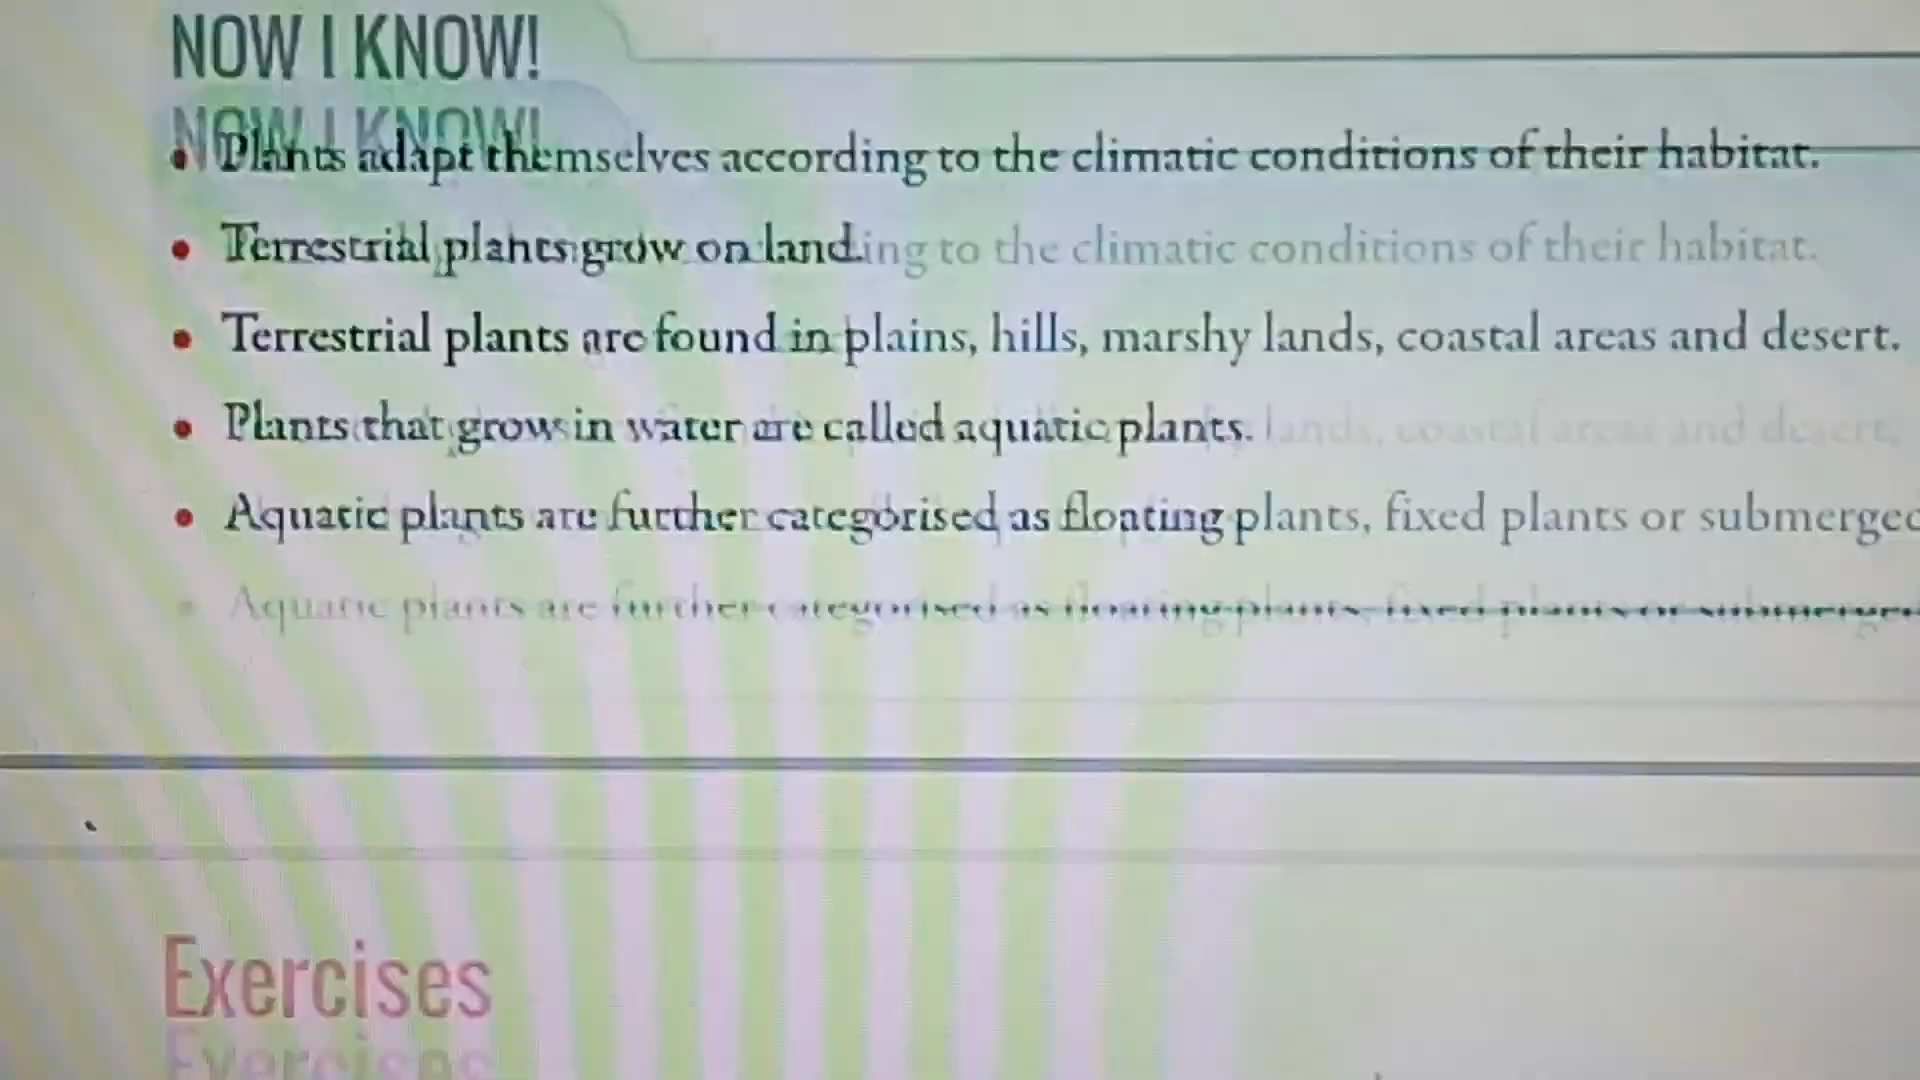 NOW I KNOW!
• Plants adapt themselves according to the climatic conditions of their habitat.
• Terrestrial plants grow on land.
• Terrestrial plants are found in plains, hills, marshy lands, coastal areas and desert.
• Plants that grow in water are called aquatic plants.
• Aquatic plants are further categorised as floating plants, fixed plants or submerged
Exercises